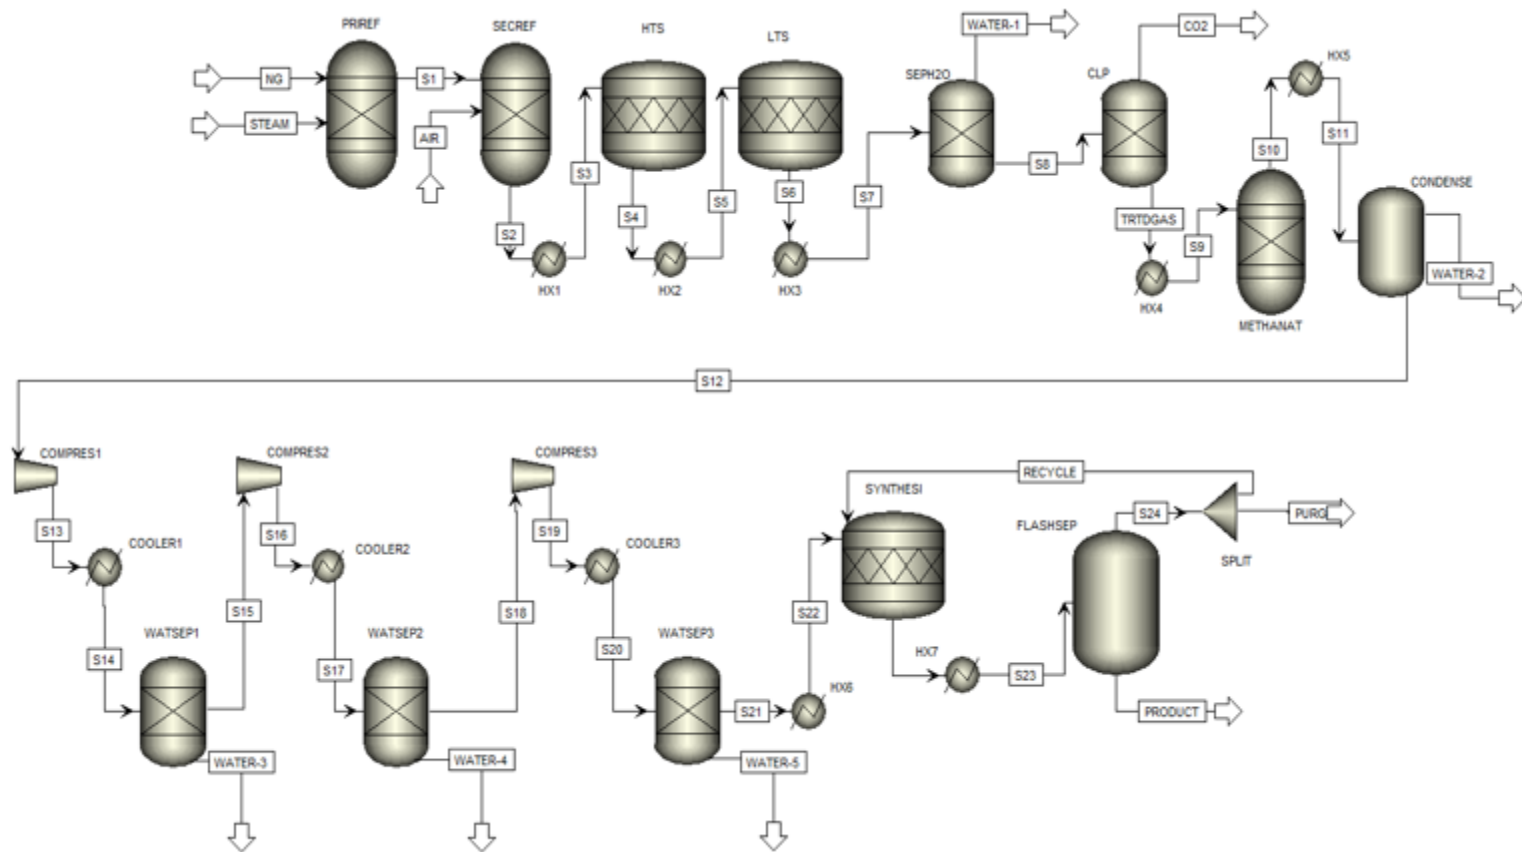 PRIREF
SECREF
HTS
LTS
WATER-1
CO2
SEPH2O
CLP
HX5
NG
S1
STEAM
AIR
S3
S5
S6
S7
S8
S10
S11
CONDENSE
S2
S4
TRTDGAS
S9
WATER-2
HX1
HX2
HX3
HX4
METHANAT
S12
COMPRES1
COMPRES2
COMPRES3
RECYCLE
SYNTHESI
S24
PURG
FLASHSEP
SPLIT
S13
COOLER1
S16
COOLER2
S19
COOLER3
S15
S18
S22
WATSEP1
WATSEP2
WATSEP3
S14
S17
S20
HX7
S23
HX6
S21
PRODUCT
WATER-3
WATER-4
WATER-5